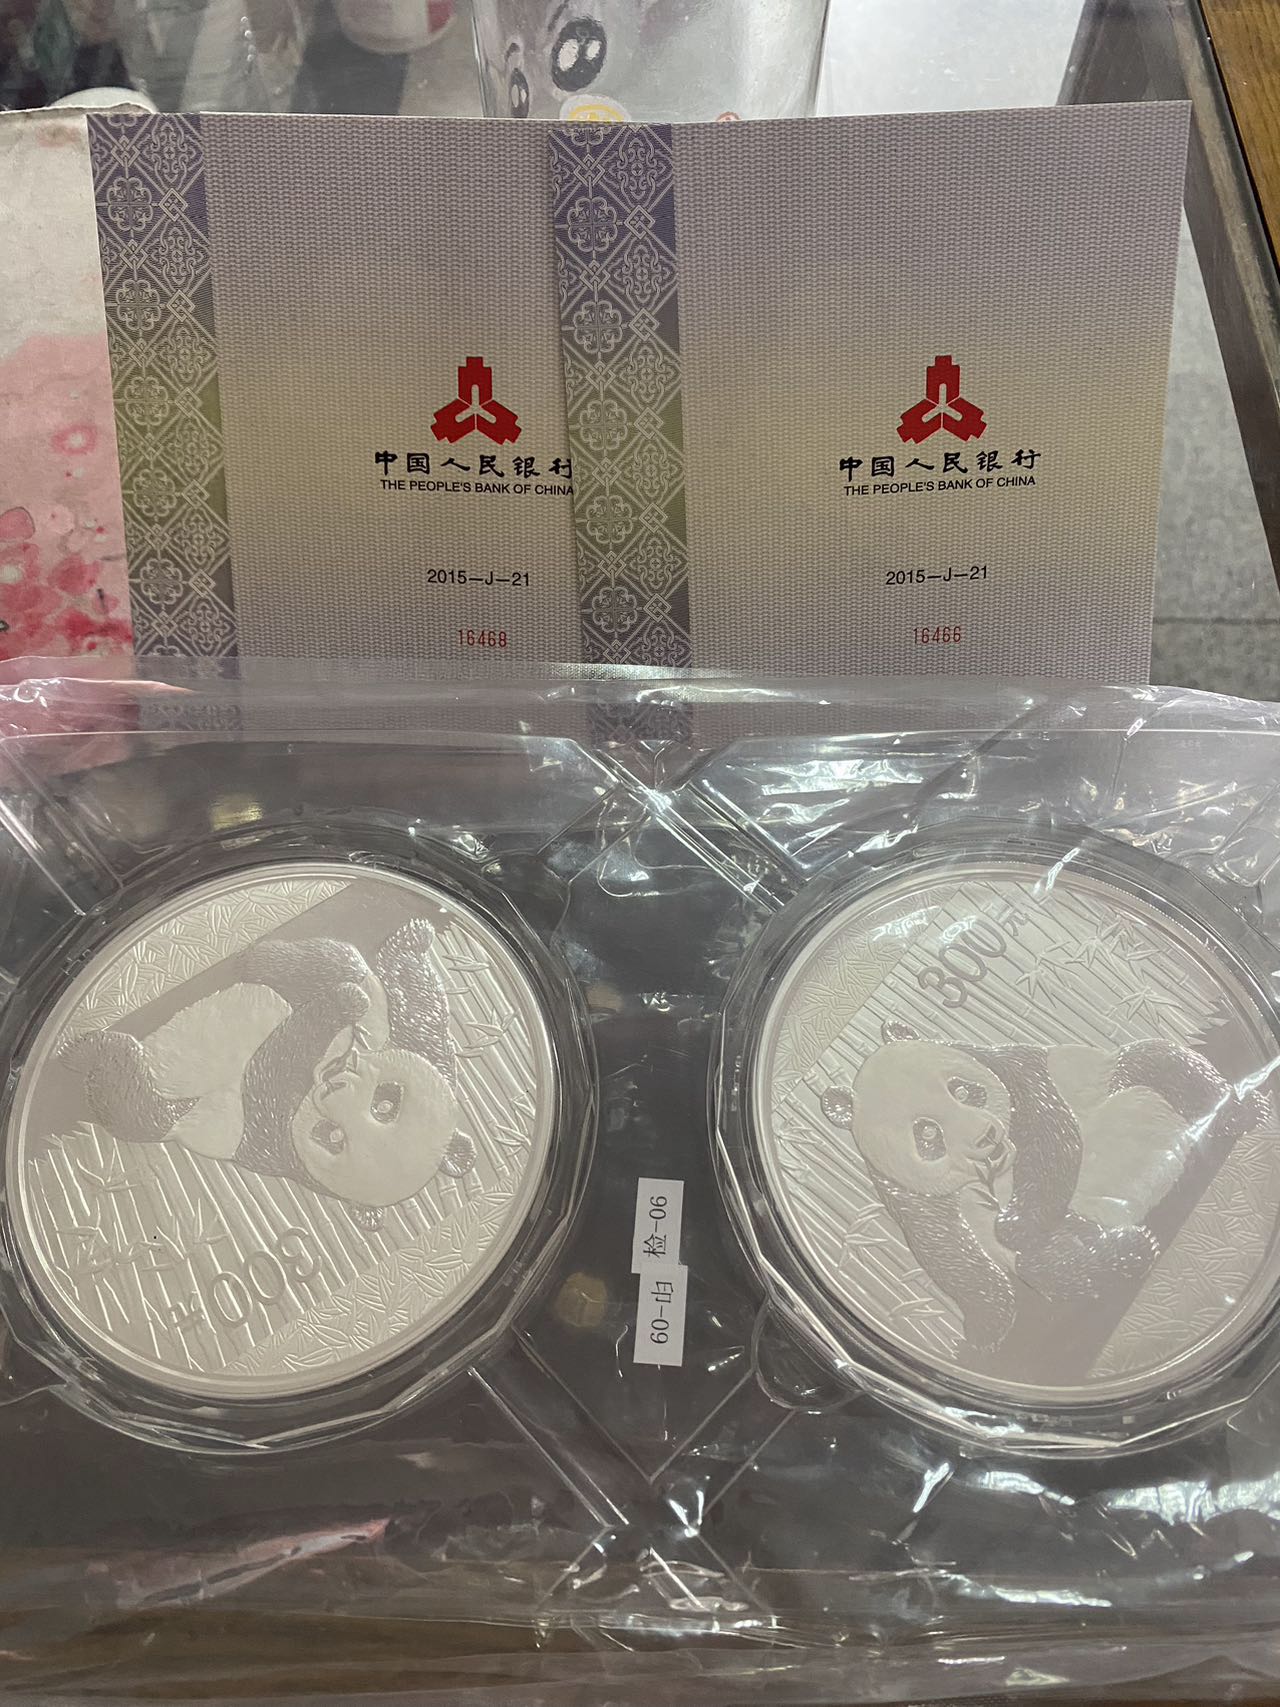 中国人民银行
THE PEOPLE'S BANK OF CHINA
2015-J-21
16468
中国人民银行
THE PEOPLE'S BANK OF CHINA
2015-J-21
16466
300元
300元
检-06
封-09